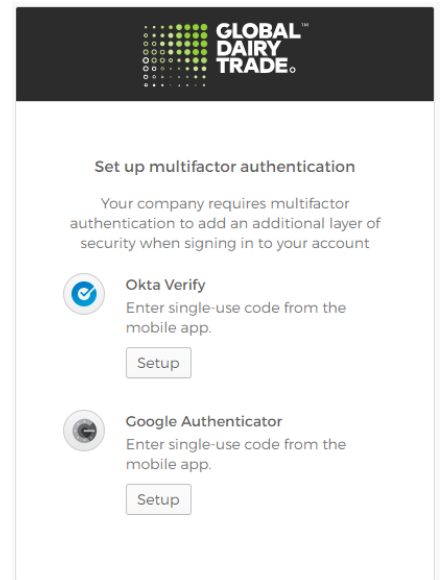 GLOBAL™
DAIRY
TRADE
Set up multifactor authentication
Your company requires multifactor
authentication to add an additional layer of
security when signing in to your account
Okta Verify
Enter single-use code from the
mobile app.
Setup
Google Authenticator
Enter single-use code from the
mobile app.
Setup